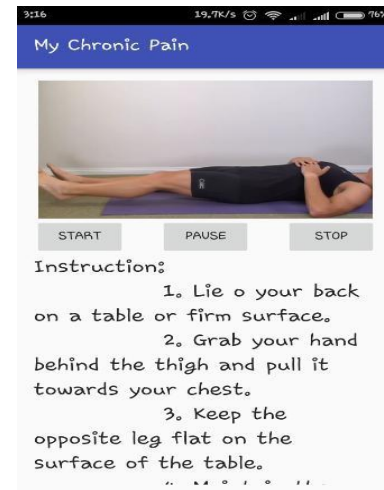 3:16 19.7K/s 76%
My Chronic Pain
START PAUSE STOP
Instruction:
1. Lie o your back
on a table or firm surface.
2. Grab your hand
behind the thigh and pull it
towards your chest.
3. Keep the
opposite leg flat on the
surface of the table.